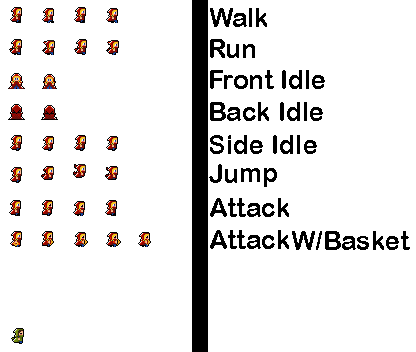 Walk
Run
Front Idle
Back Idle
Side Idle
Jump
Attack
AttackW/Basket